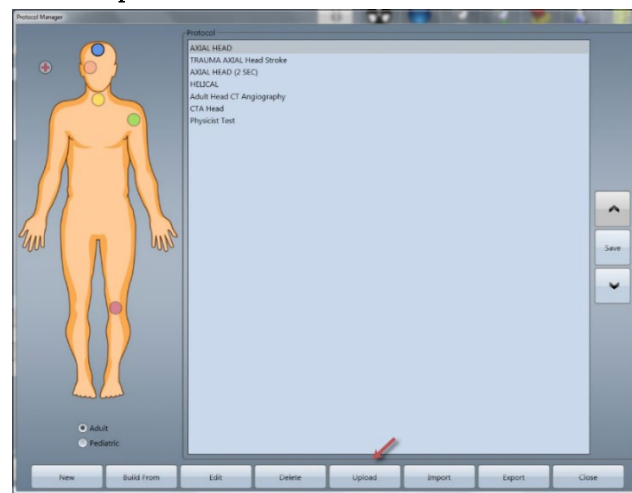 Protocol Manager
Protocol
AXIAL HEAD
TRAUMA AXIAL Head Stroke
AXIAL HEAD (2 SEC)
HELICAL
Adult Head CT Angiography
CTA Head
Physicist Test
Save
Adult
Pediatric
New
Build From
Edit
Delete
Upload
Import
Export
Close